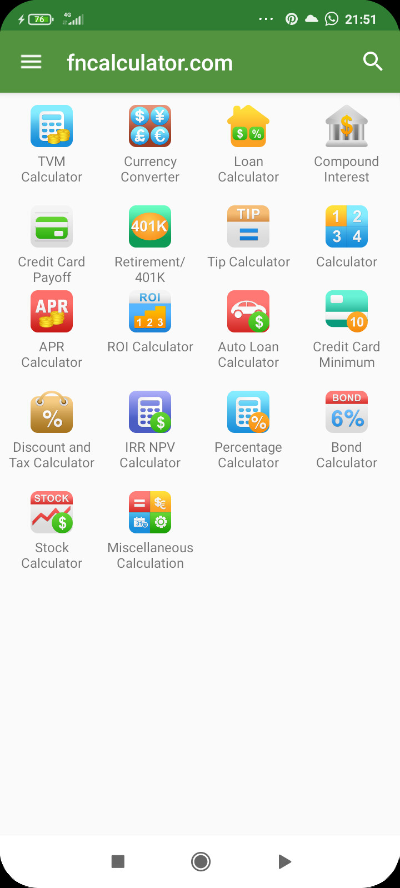 76
4G
21:51
fncalculator.com
TVM
Calculator
Currency
Converter
Loan
Calculator
Compound
Interest
Credit Card
Payoff
401K
Retirement/
401K
TIP
Tip Calculator
1 2
3 4
Calculator
APR
APR
Calculator
ROI
1 2 3
ROI Calculator
Auto Loan
Calculator
10
Credit Card
Minimum
%
Discount and
Tax Calculator
$
IRR NPV
Calculator
%
Percentage
Calculator
BOND
6%
Bond
Calculator
STOCK
$
Stock
Calculator
Miscellaneous
Calculation